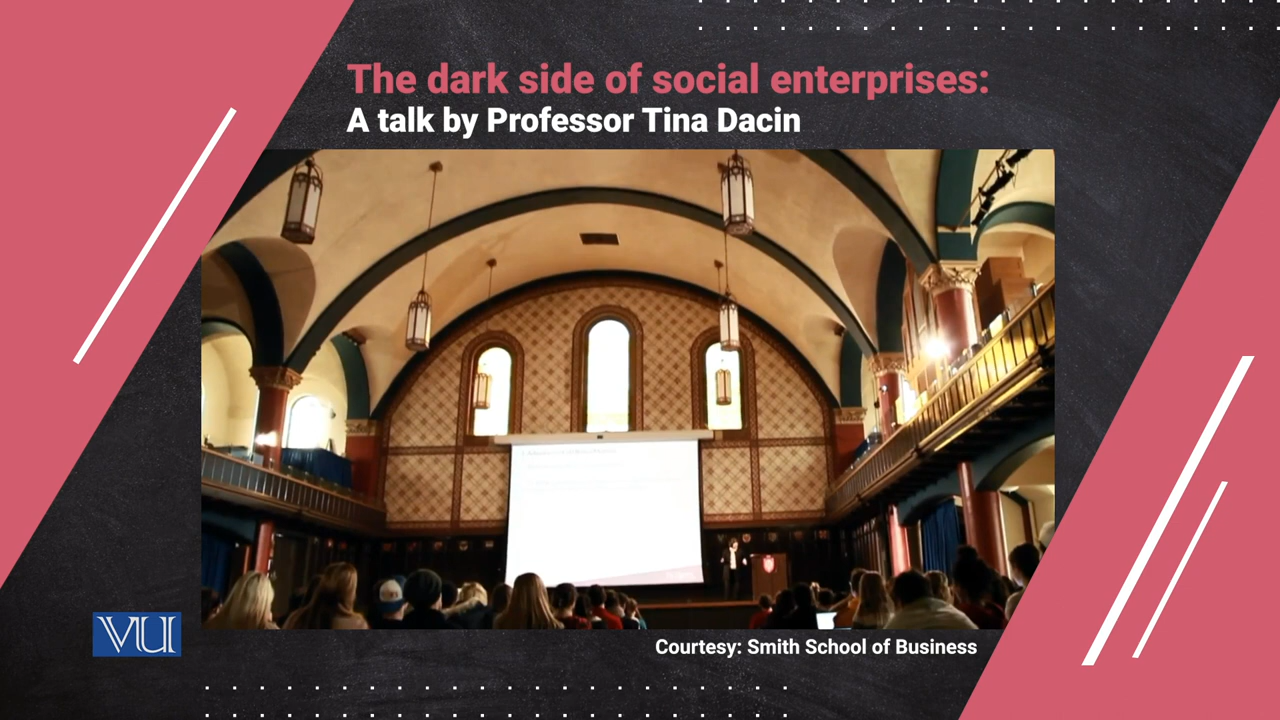 The dark side of social enterprises:
A talk by Professor Tina Dacin
VU
Courtesy: Smith School of Business